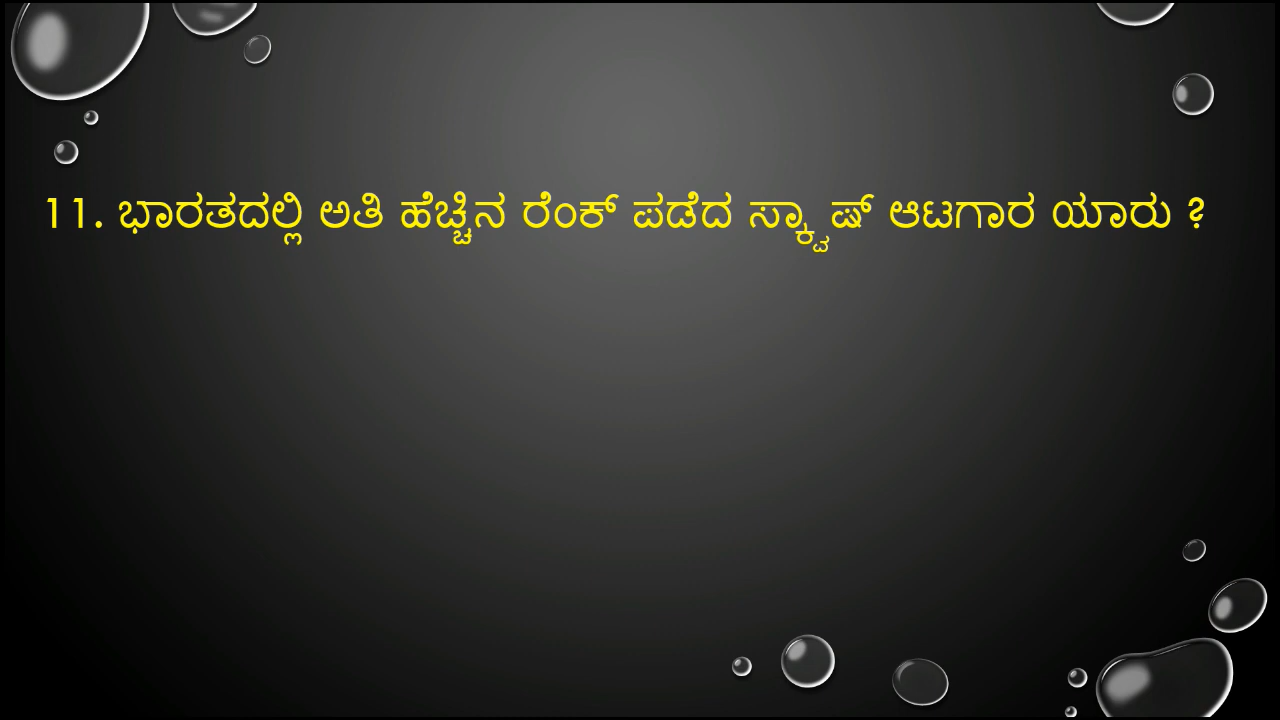 11. ಭಾರತದಲ್ಲಿ ಅತಿ ಹೆಚ್ಚಿನ ರೆಂಕ್ ಪಡೆದ ಸ್ಕ್ವಾಷ್ ಆಟಗಾರ ಯಾರು ?